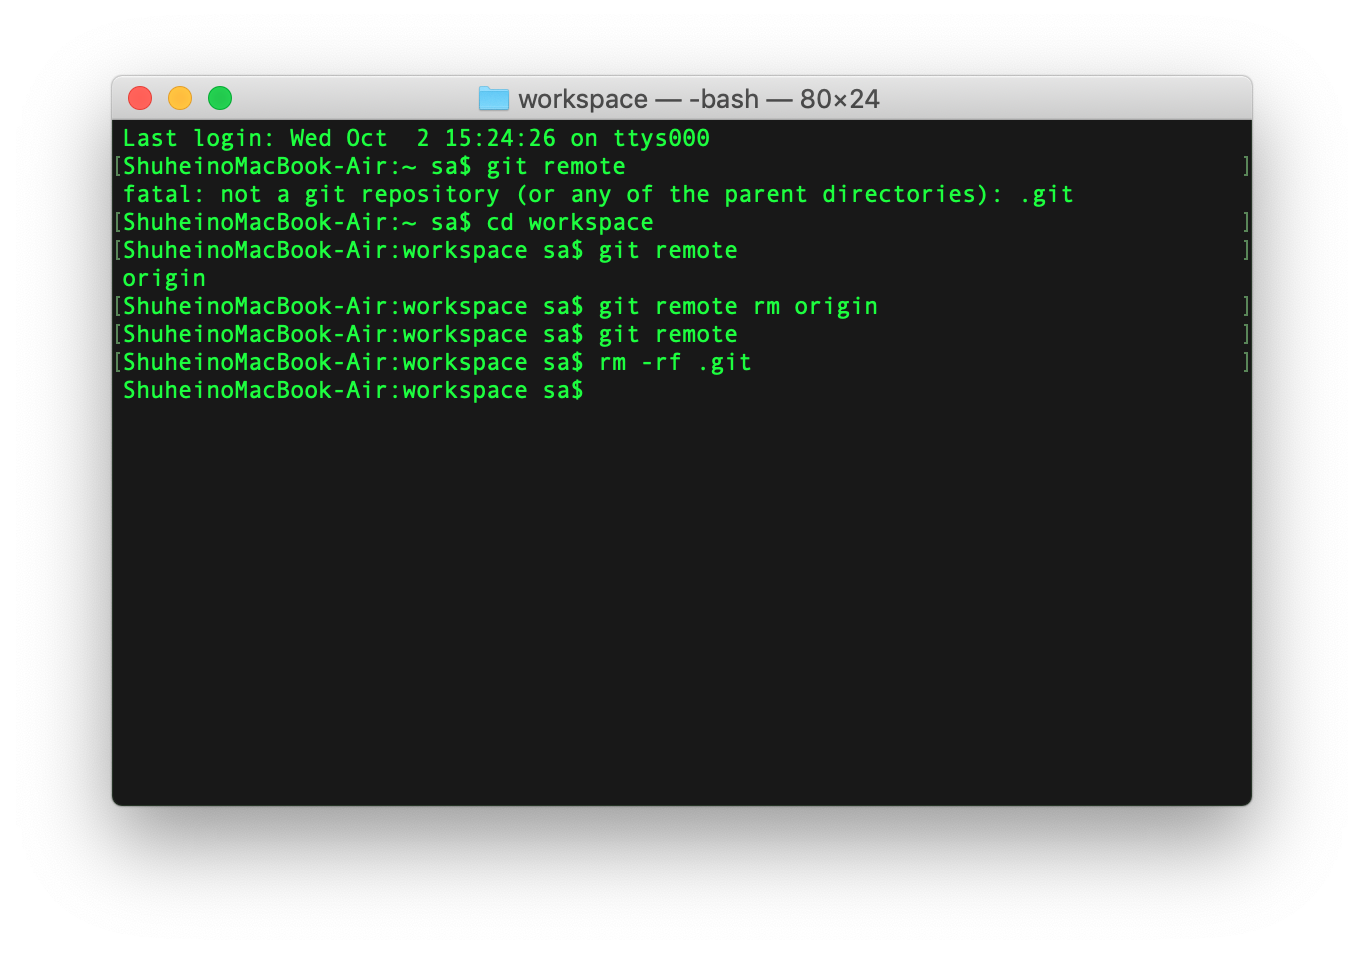 workspace — -bash — 80×24
Last login: Wed Oct  2 15:24:26 on ttys000
[ShuheinoMacBook-Air:~ sa$ git remote ]
fatal: not a git repository (or any of the parent directories): .git
[ShuheinoMacBook-Air:~ sa$ cd workspace ]
[ShuheinoMacBook-Air:workspace sa$ git remote ]
origin
[ShuheinoMacBook-Air:workspace sa$ git remote rm origin ]
[ShuheinoMacBook-Air:workspace sa$ git remote ]
[ShuheinoMacBook-Air:workspace sa$ rm -rf .git ]
ShuheinoMacBook-Air:workspace sa$